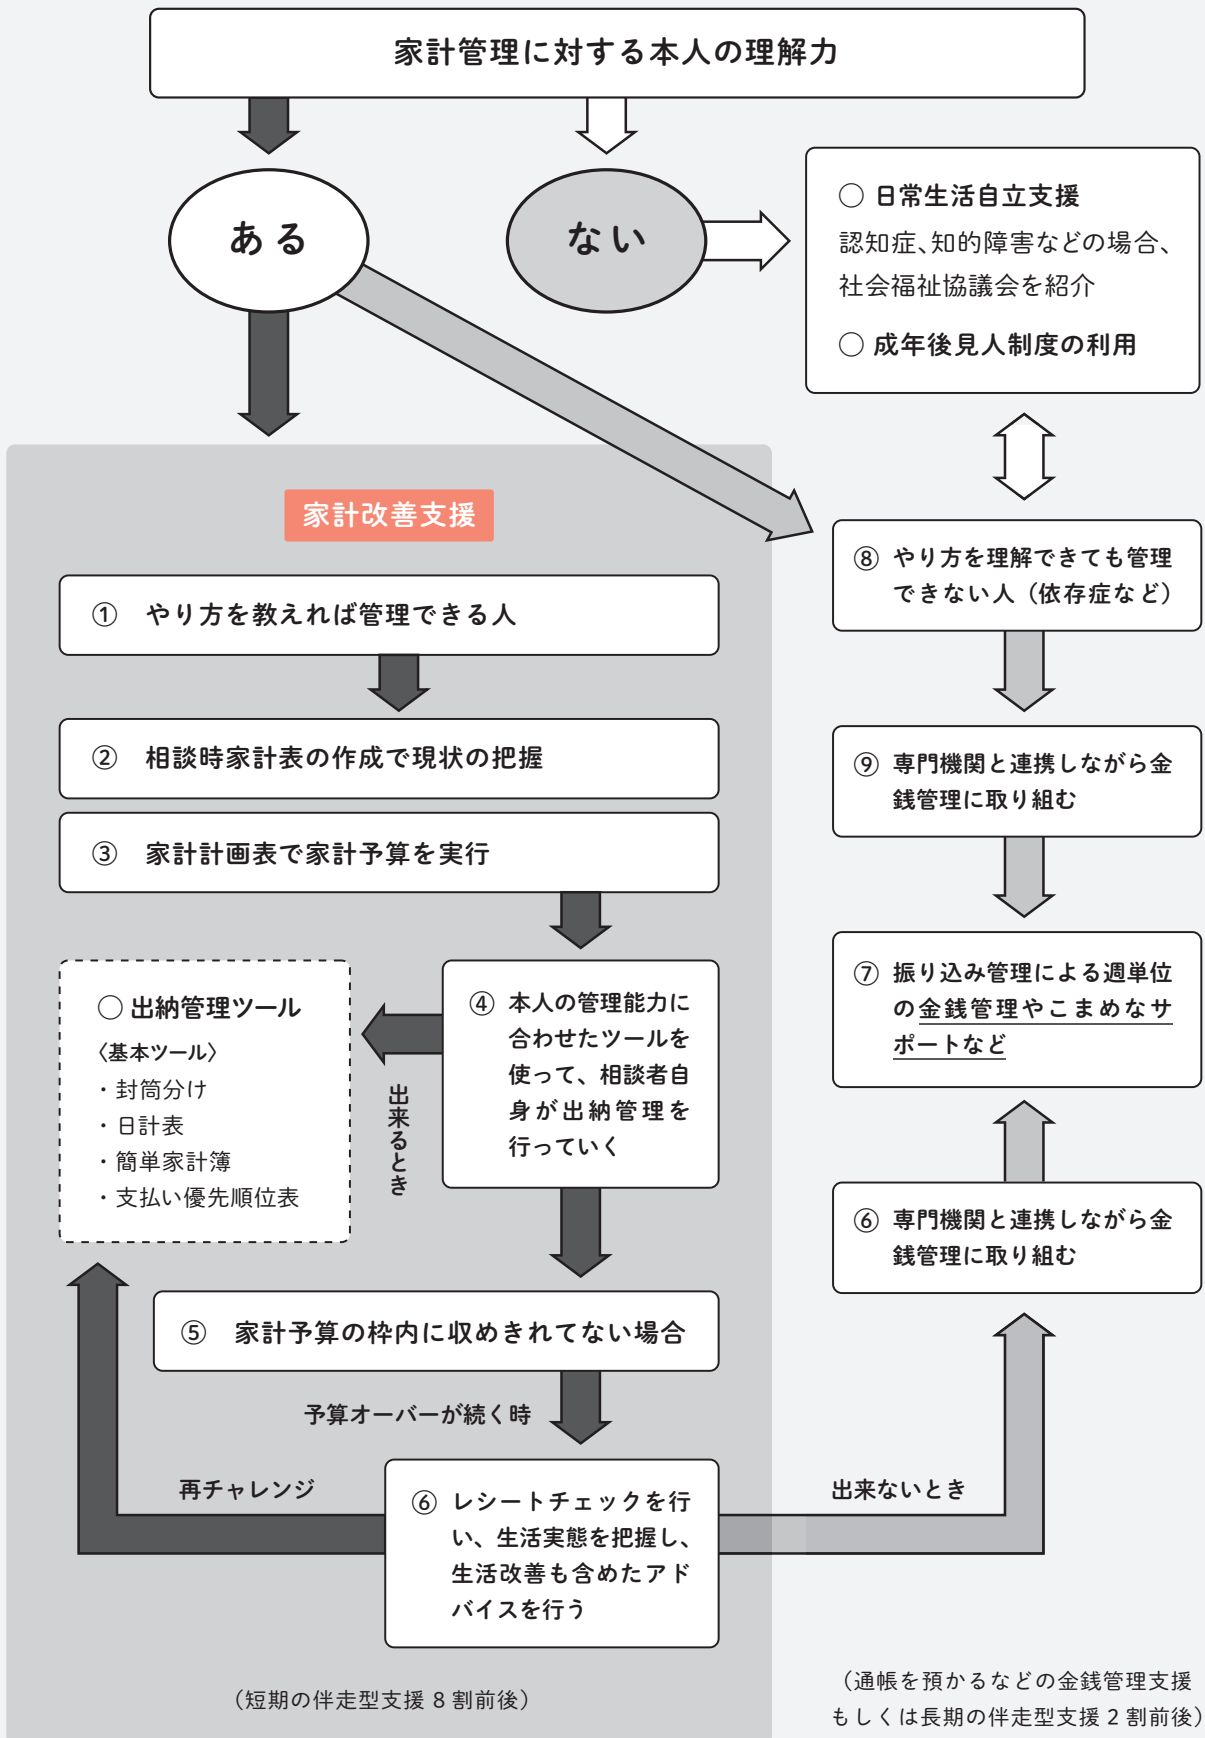 家計管理に対する本人の理解力
ある
ない
○ 日常生活自立支援
認知症、知的障害などの場合、
社会福祉協議会を紹介
○ 成年後見人制度の利用
家計改善支援
① やり方を教えれば管理できる人
② 相談時家計表の作成で現状の把握
③ 家計計画表で家計予算を実行
④ 本人の管理能力に
合わせたツールを
使って、相談者自
身が出納管理を
行っていく
出来るとき
○ 出納管理ツール
〈基本ツール〉
・封筒分け
・日計表
・簡単家計簿
・支払い優先順位表
⑤ 家計予算の枠内に収めきれてない場合
予算オーバーが続く時
再チャレンジ
⑥ レシートチェックを行
い、生活実態を把握し、
生活改善も含めたアド
バイスを行う
（短期の伴走型支援 8 割前後）
⑧ やり方を理解できても管理
できない人（依存症など）
⑨ 専門機関と連携しながら金
銭管理に取り組む
⑦ 振り込み管理による週単位
の金銭管理やこまめなサ
ポートなど
⑥ 専門機関と連携しながら金
銭管理に取り組む
出来ないとき
（通帳を預かるなどの金銭管理支援
もしくは長期の伴走型支援 2 割前後）